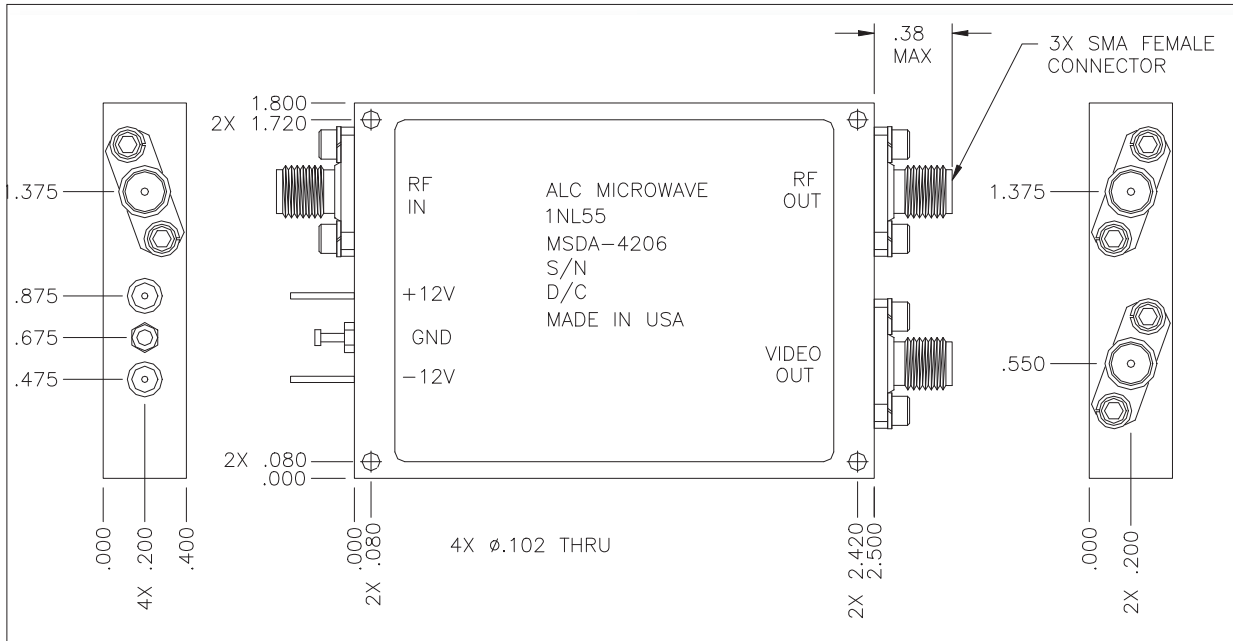 .38
MAX
3X SMA FEMALE
CONNECTOR
1.800
2X 1.720
1.375
.875
.675
.475
RF
IN
+12V
GND
-12V
ALC MICROWAVE
1NL55
MSDA-4206
S/N
D/C
MADE IN USA
RF
OUT
VIDEO
OUT
1.375
.550
2X .080
.000
.000
4X .200
.400
.000
2X .080
4X ø.102 THRU
2X 2.420
2.500
.000
2X .200